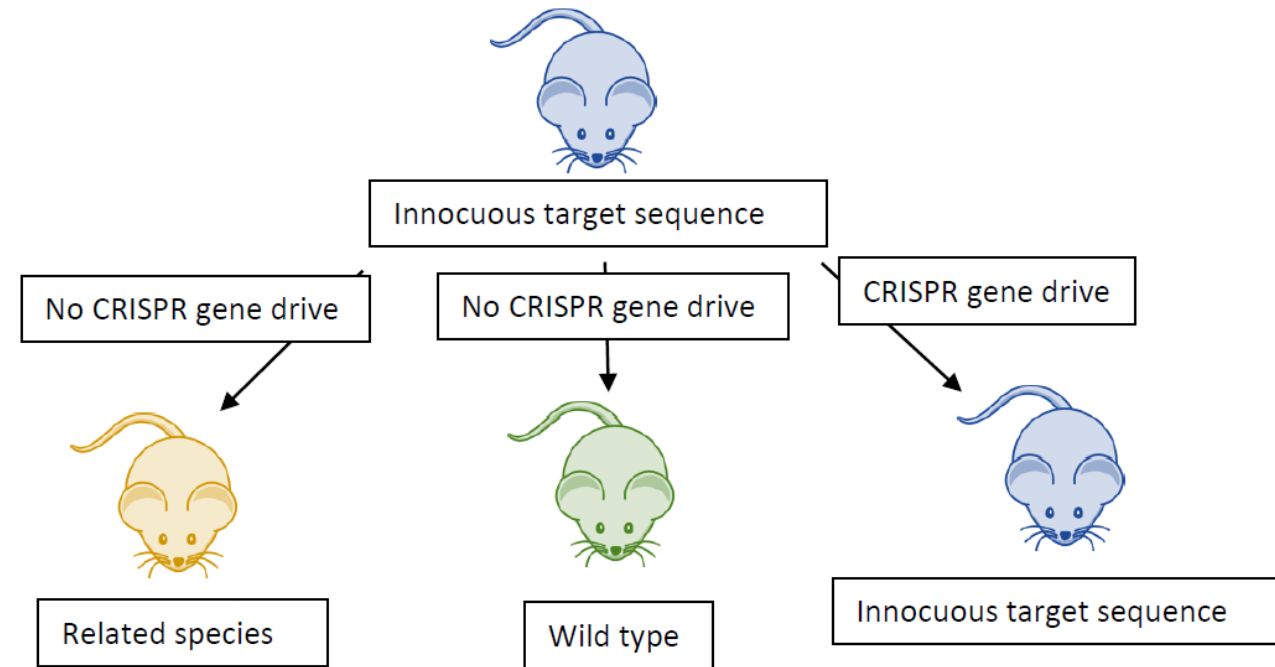 Innocuous target sequence
No CRISPR gene drive
No CRISPR gene drive
CRISPR gene drive
Related species
Wild type
Innocuous target sequence